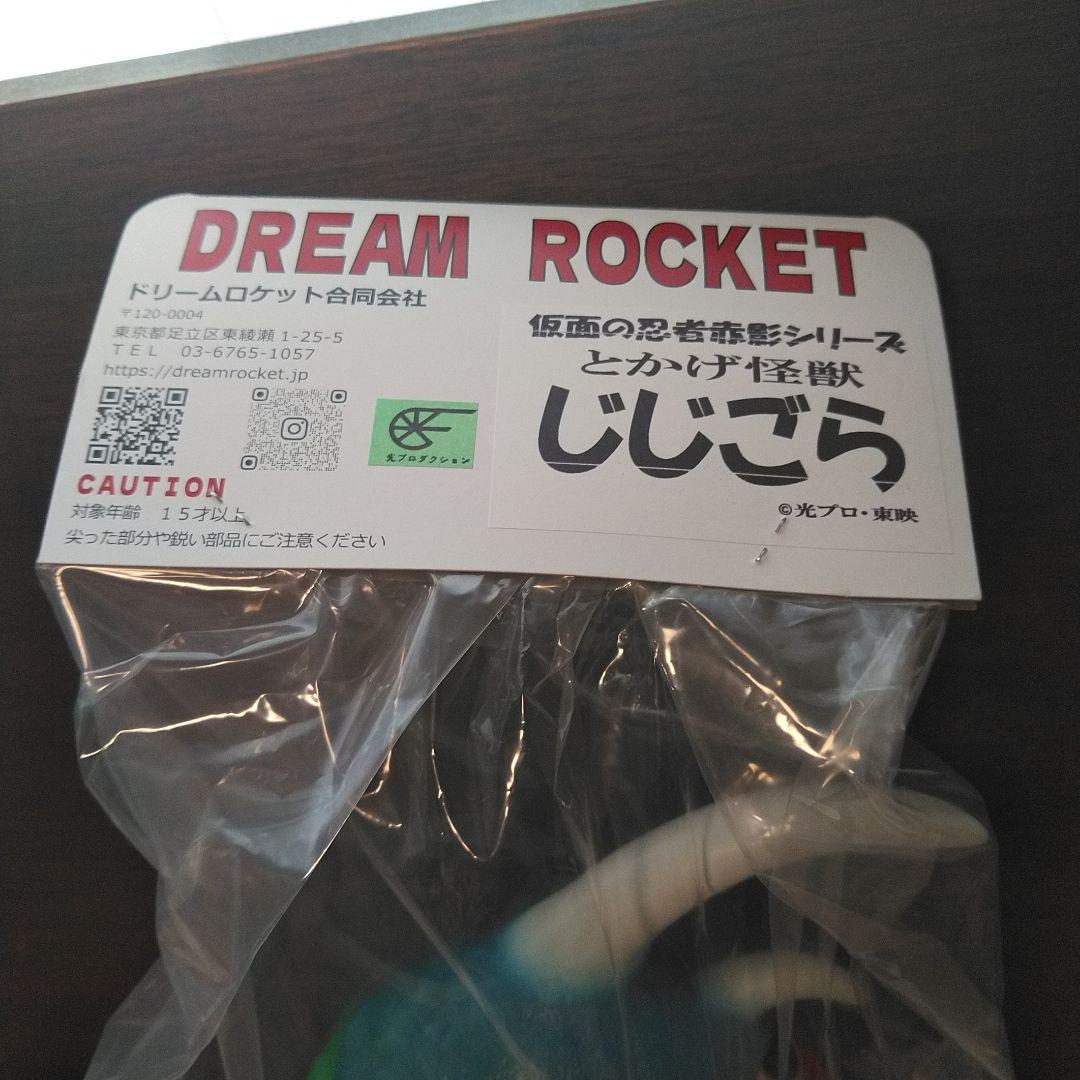 DREAM ROCKET
ドリームロケット合同会社
〒120-0004
東京都足立区東綾瀬1-25-5
TEL 03-6765-1057
https://dreamrocket.jp
光プロダクション
CAUTION
対象年齢 15才以上
尖った部分や鋭い部品にご注意ください
仮面の忍者赤影シリーズ
とかげ怪獣
じじごら
©光プロ・東映